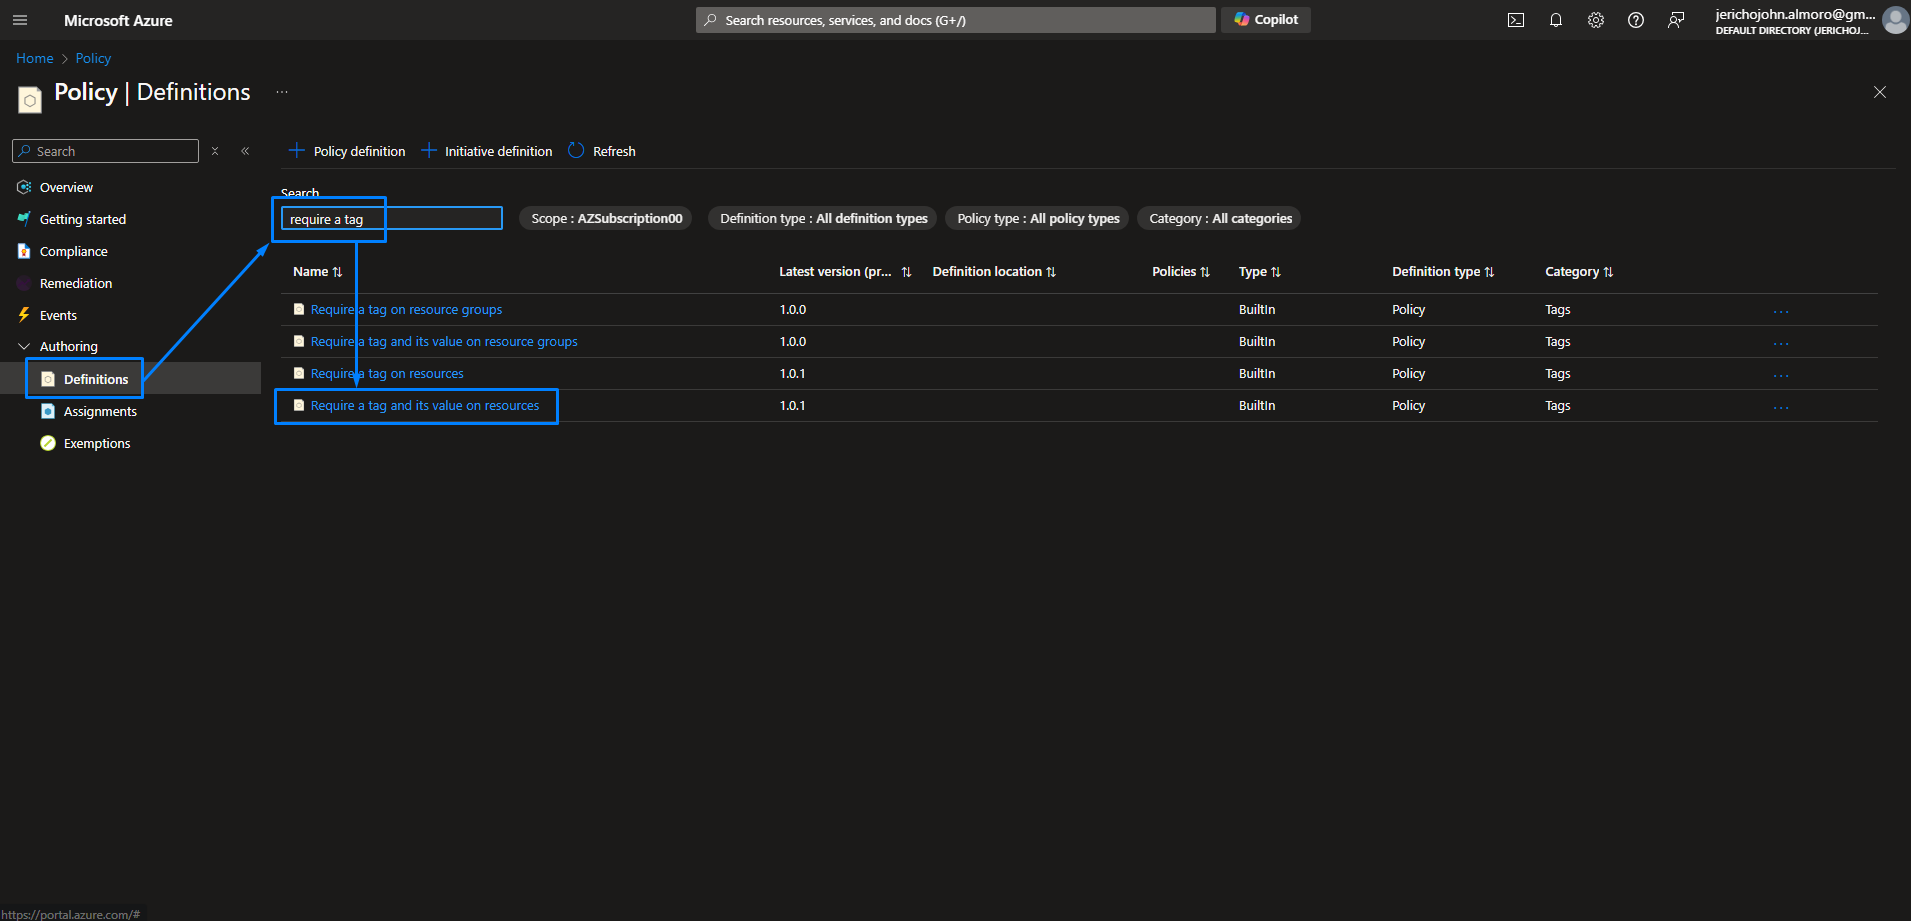 Microsoft Azure
Search resources, services, and docs (G+/)
Copilot
jerichojohn.almoro@gm...
DEFAULT DIRECTORY (JERICHOJ...
Home > Policy
Policy | Definitions ...
Search
Overview
Getting started
Compliance
Remediation
Events
Authoring
Definitions
Assignments
Exemptions
Policy definition
Initiative definition
Refresh
Search
require a tag
Scope : AZSubscription00
Definition type : All definition types
Policy type : All policy types
Category : All categories
Name Latest version (pr... Definition location Policies Type Definition type Category
Require a tag on resource groups 1.0.0 BuiltIn Policy Tags ...
Require a tag and its value on resource groups 1.0.0 BuiltIn Policy Tags ...
Require a tag on resources 1.0.1 BuiltIn Policy Tags ...
Require a tag and its value on resources 1.0.1 BuiltIn Policy Tags ...
https://portal.azure.com/#